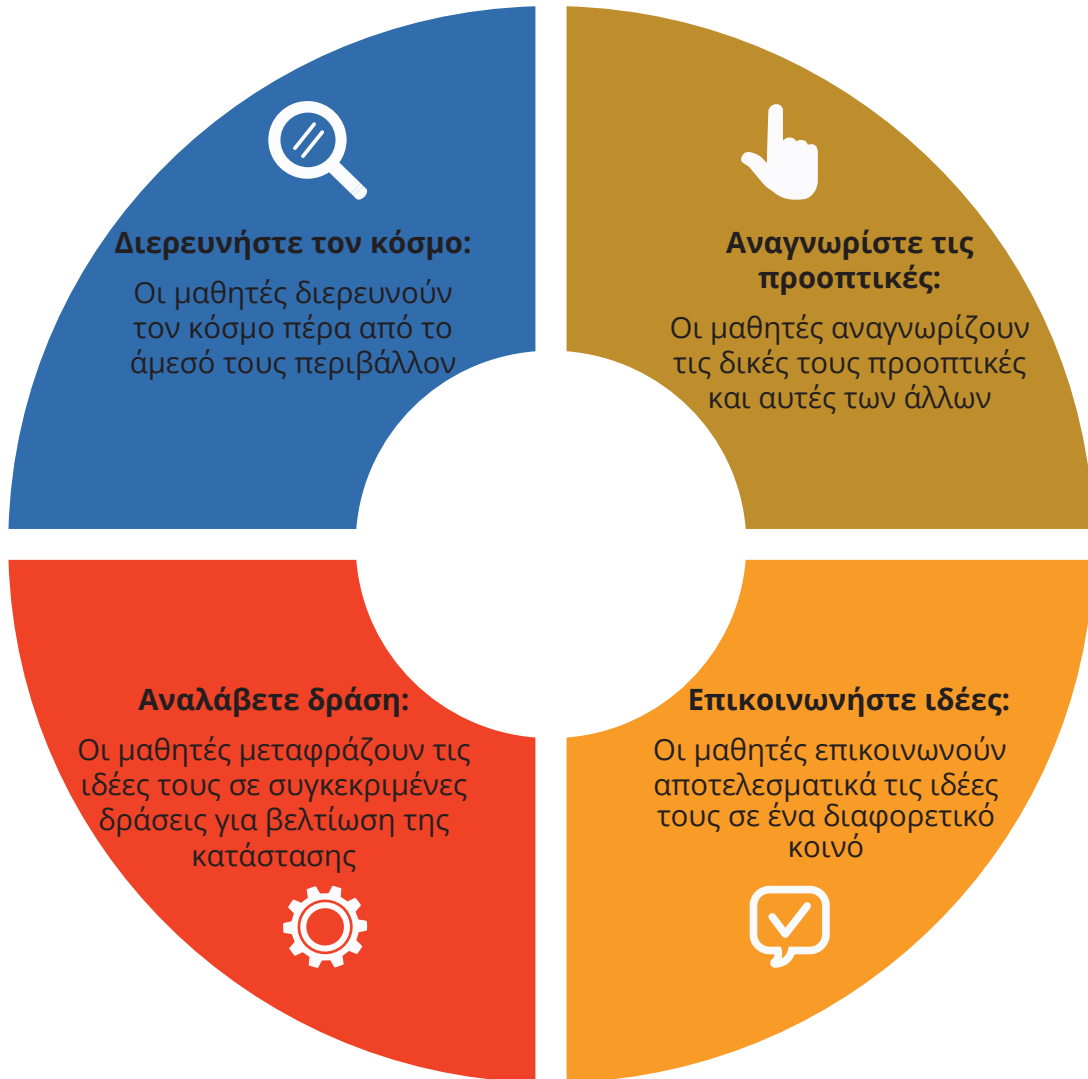 Διερευνήστε τον κόσμο:
Οι μαθητές διερευνούν
τον κόσμο πέρα από το
άμεσό τους περιβάλλον
Αναγνωρίστε τις
προοπτικές:
Οι μαθητές αναγνωρίζουν
τις δικές τους προοπτικές
και αυτές των άλλων
Αναλάβετε δράση:
Οι μαθητές μεταφράζουν τις
ιδέες τους σε συγκεκριμένες
δράσεις για βελτίωση της
κατάστασης
Επικοινωνήστε ιδέες:
Οι μαθητές επικοινωνούν
αποτελεσματικά τις ιδέες
τους σε ένα διαφορετικό
κοινό